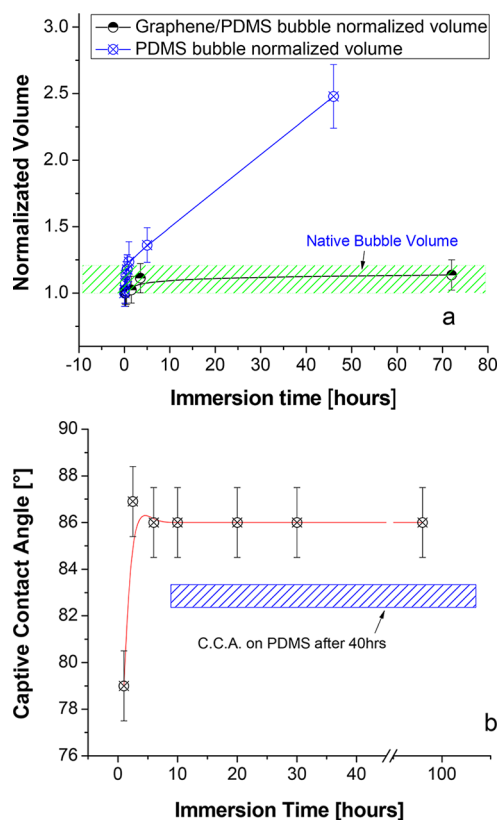 Graphene/PDMS bubble normalized volume
PDMS bubble normalized volume
Normalizated Volume
3.0
2.5
2.0
1.5
1.0
Native Bubble Volume
a
-10 0 10 20 30 40 50 60 70 80
Immersion time [hours]
Captive Contact Angle [°]
90
88
86
84
82
80
78
76
C.C.A. on PDMS after 40hrs
b
0 10 20 30 40 100
Immersion Time [hours]